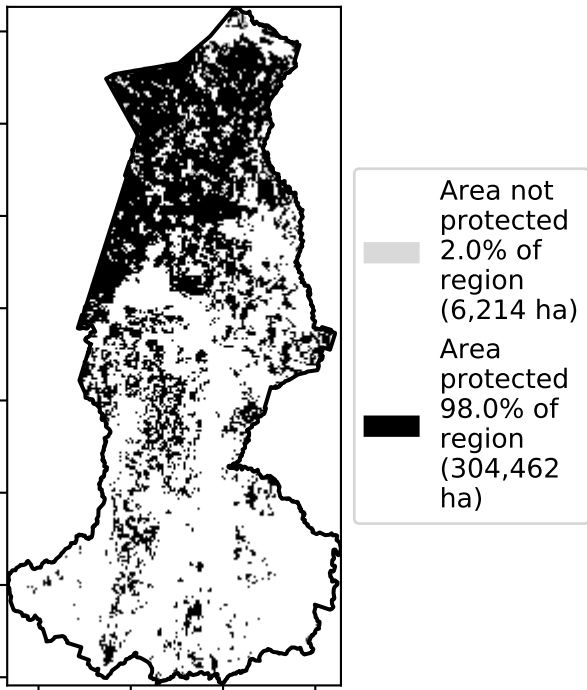 Area not
protected
2.0% of
region
(6,214 ha)
Area
protected
98.0% of
region
(304,462
ha)